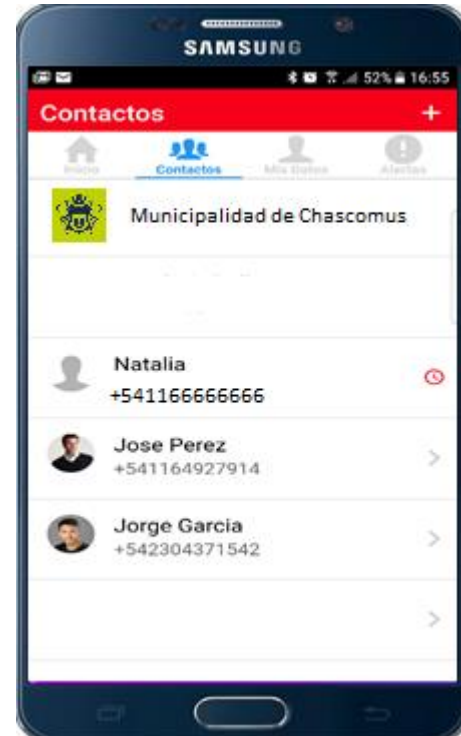 SAMSUNG
52% 16:55
Contactos +
Inicio Contactos Mis Datos Alertas
Municipalidad de Chascomus
Natalia
+541166666666
Jose Perez
+541164927914
Jorge Garcia
+542304371542